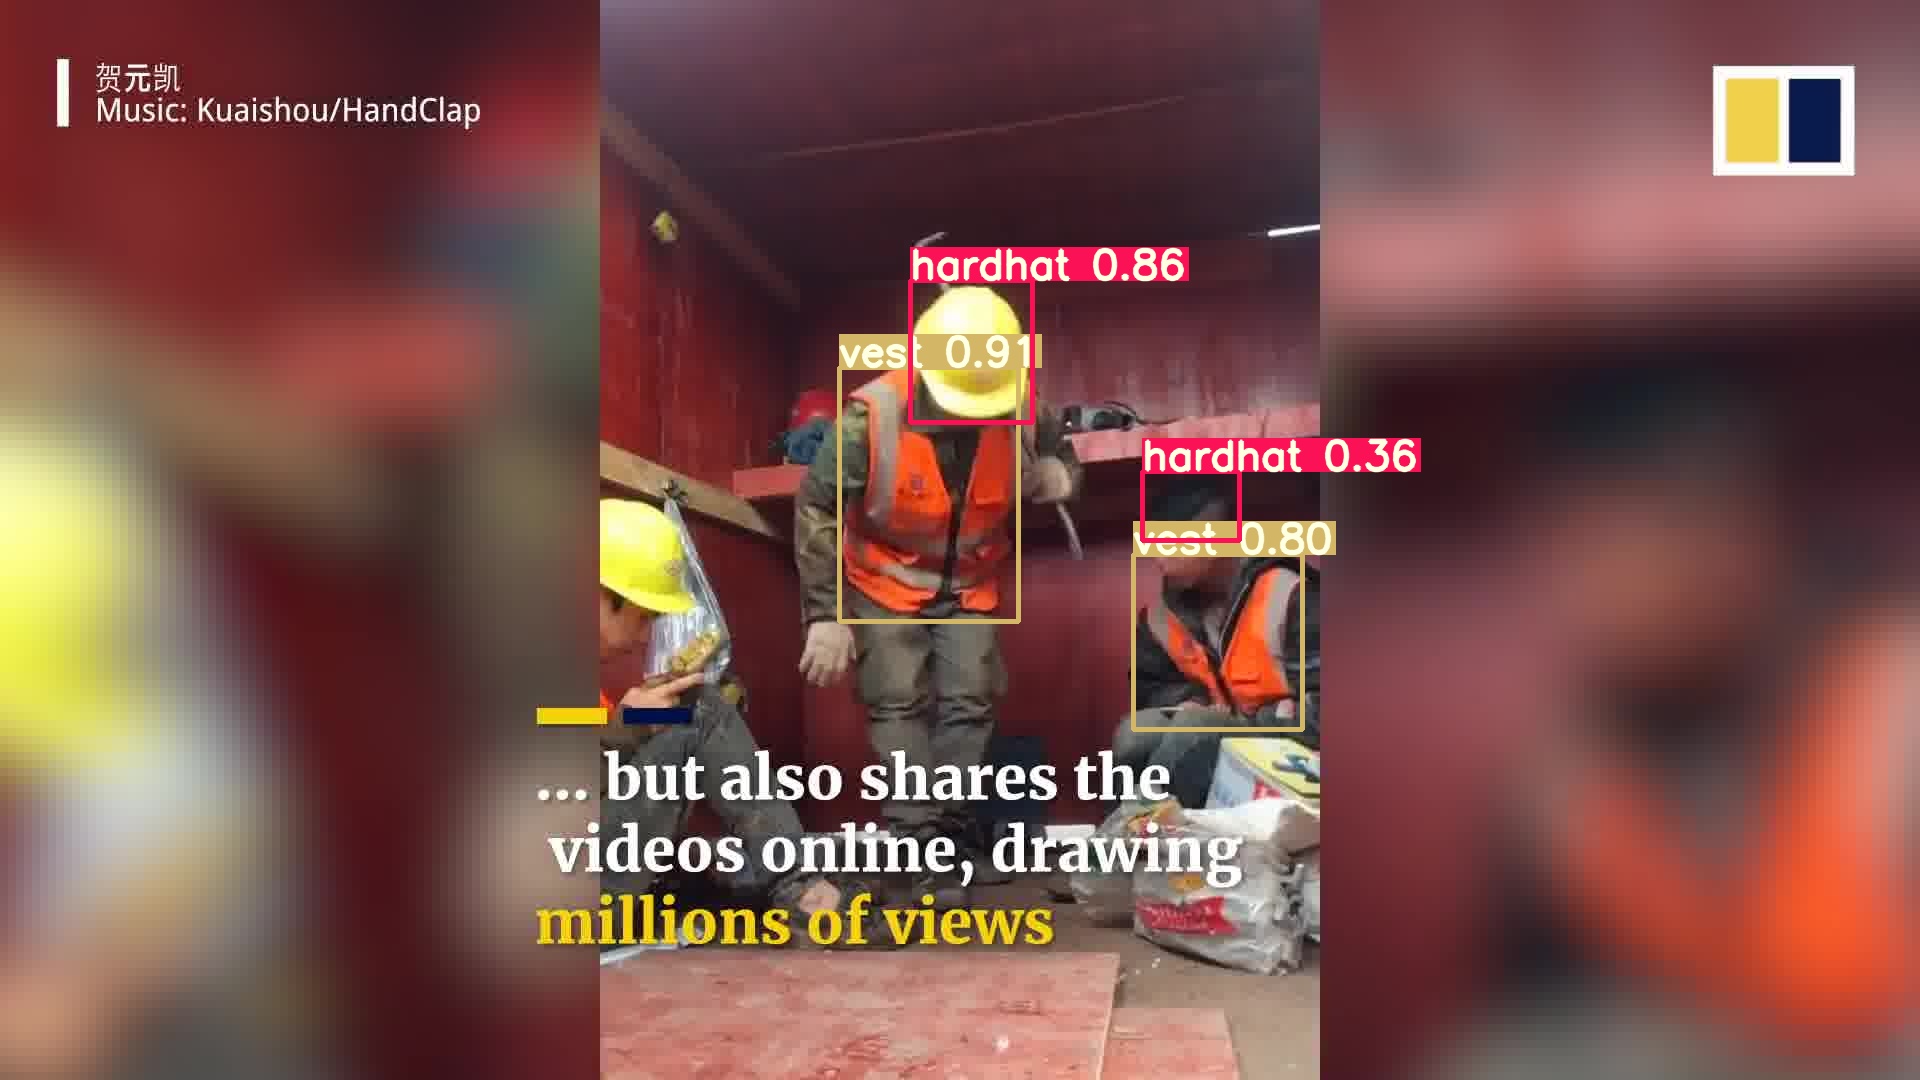 贺元凯
Music: Kuaishou/HandClap
hardhat 0.86
vest 0.91
hardhat 0.36
vest 0.80
... but also shares the
videos online, drawing
millions of views